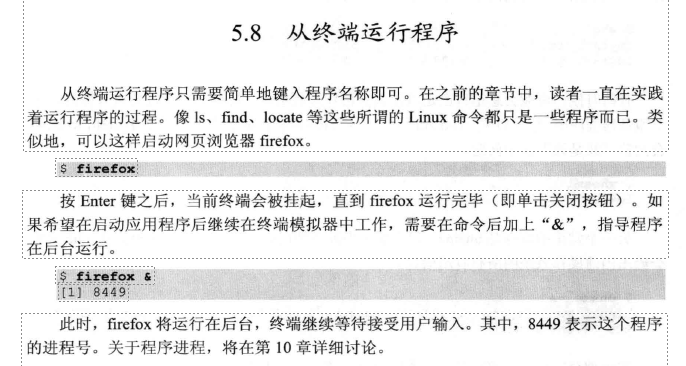 5.8 从终端运行程序
从终端运行程序只需要简单地键入程序名称即可。在之前的章节中，读者一直在实践
着运行程序的过程。像 ls、find、locate 等这些所谓的 Linux 命令都只是一些程序而已。类
似地，可以这样启动网页浏览器 firefox。
$ firefox
按 Enter 键之后，当前终端会被挂起，直到 firefox 运行完毕（即单击关闭按钮）。如
果希望在启动应用程序后继续在终端模拟器中工作，需要在命令后加上“&”，指导程序
在后台运行。
$ firefox &
[1] 8449
此时，firefox 将运行在后台，终端继续等待接受用户输入。其中，8449 表示这个程序
的进程号。关于程序进程，将在第 10 章详细讨论。